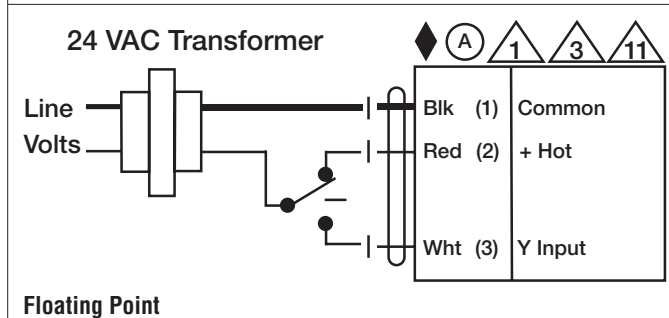 24 VAC Transformer
A 1 3 11
Line
Volts
Blk (1) Common
Red (2) + Hot
Wht (3) Y Input
Floating Point